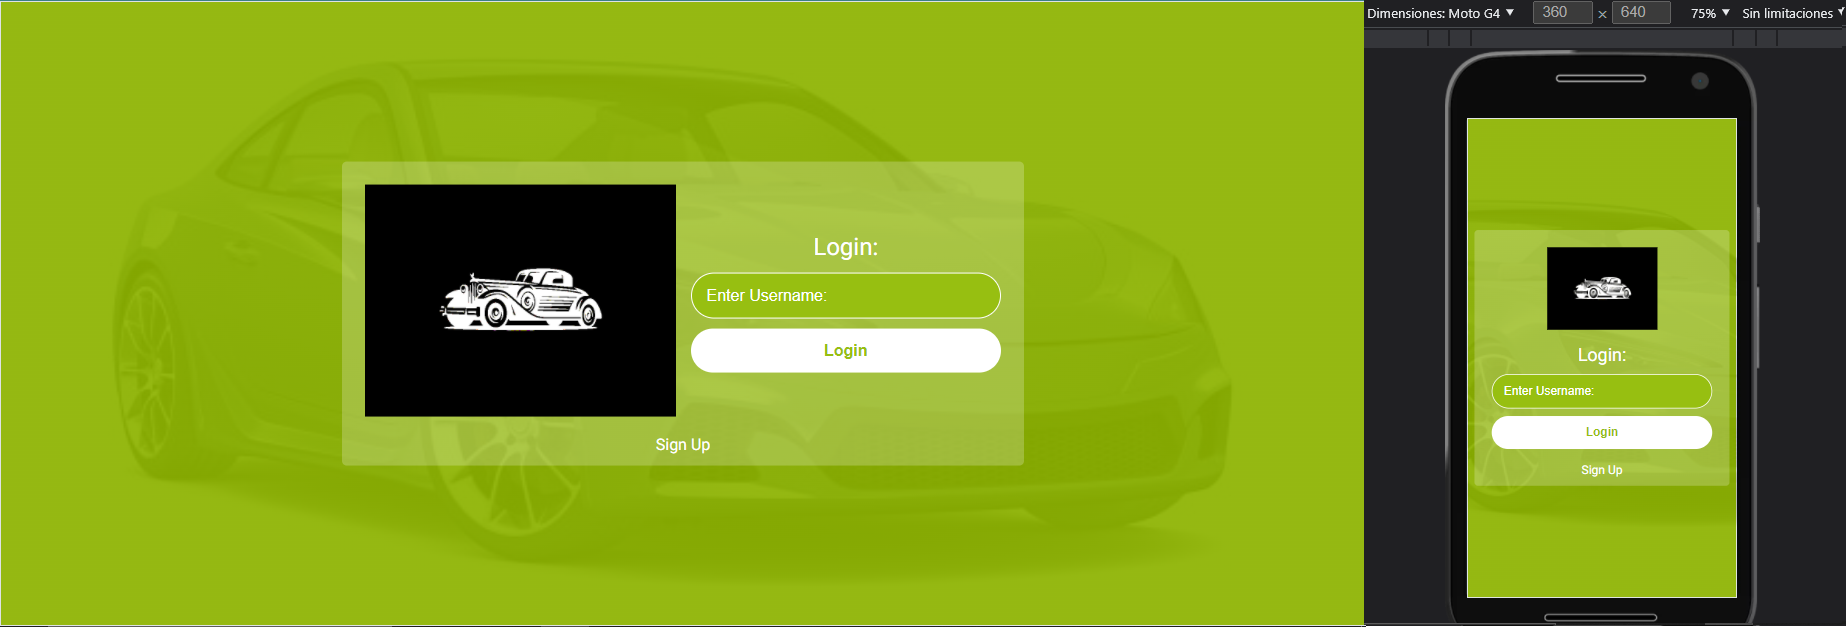 Login:
Enter Username:
Login
Sign Up
Dimensiones: Moto G4 ▼ 360 × 640 75% ▼ Sin limitaciones
Login:
Enter Username:
Login
Sign Up